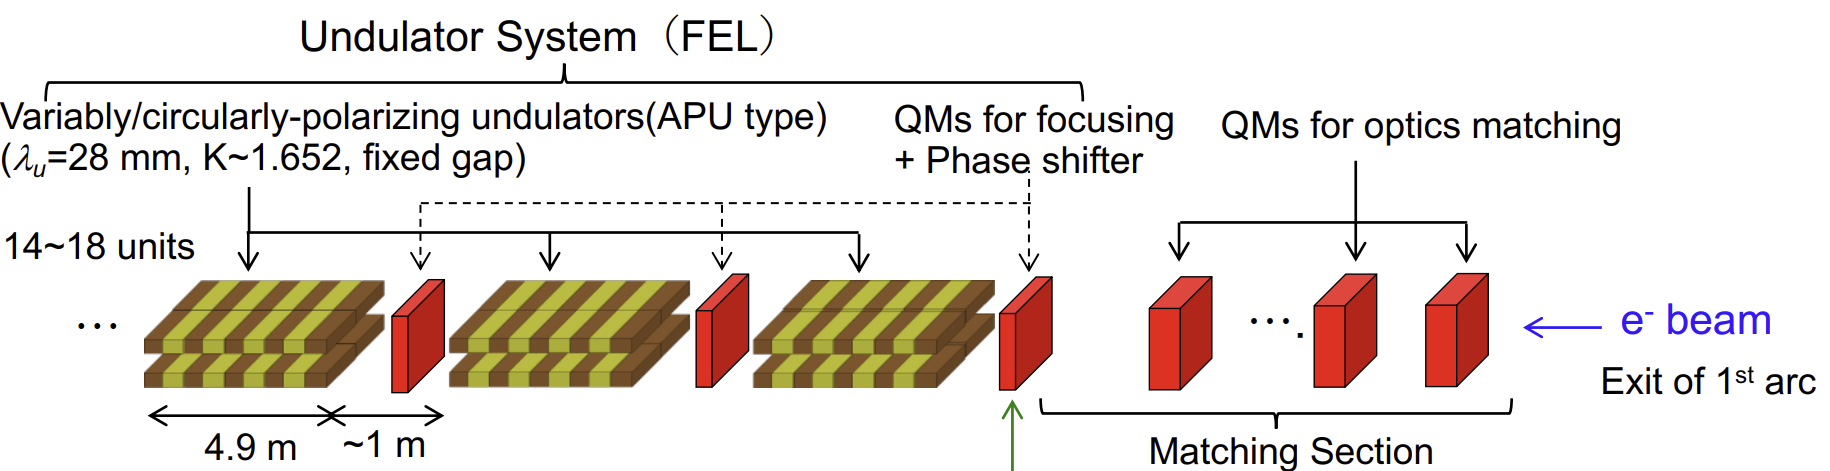 Undulator System（FEL）
Variably/circularly-polarizing undulators(APU type)
(λu=28 mm, K~1.652, fixed gap)
QMs for focusing
+ Phase shifter
QMs for optics matching
14~18 units
…
….
e- beam
Exit of 1st arc
4.9 m
~1 m
Matching Section